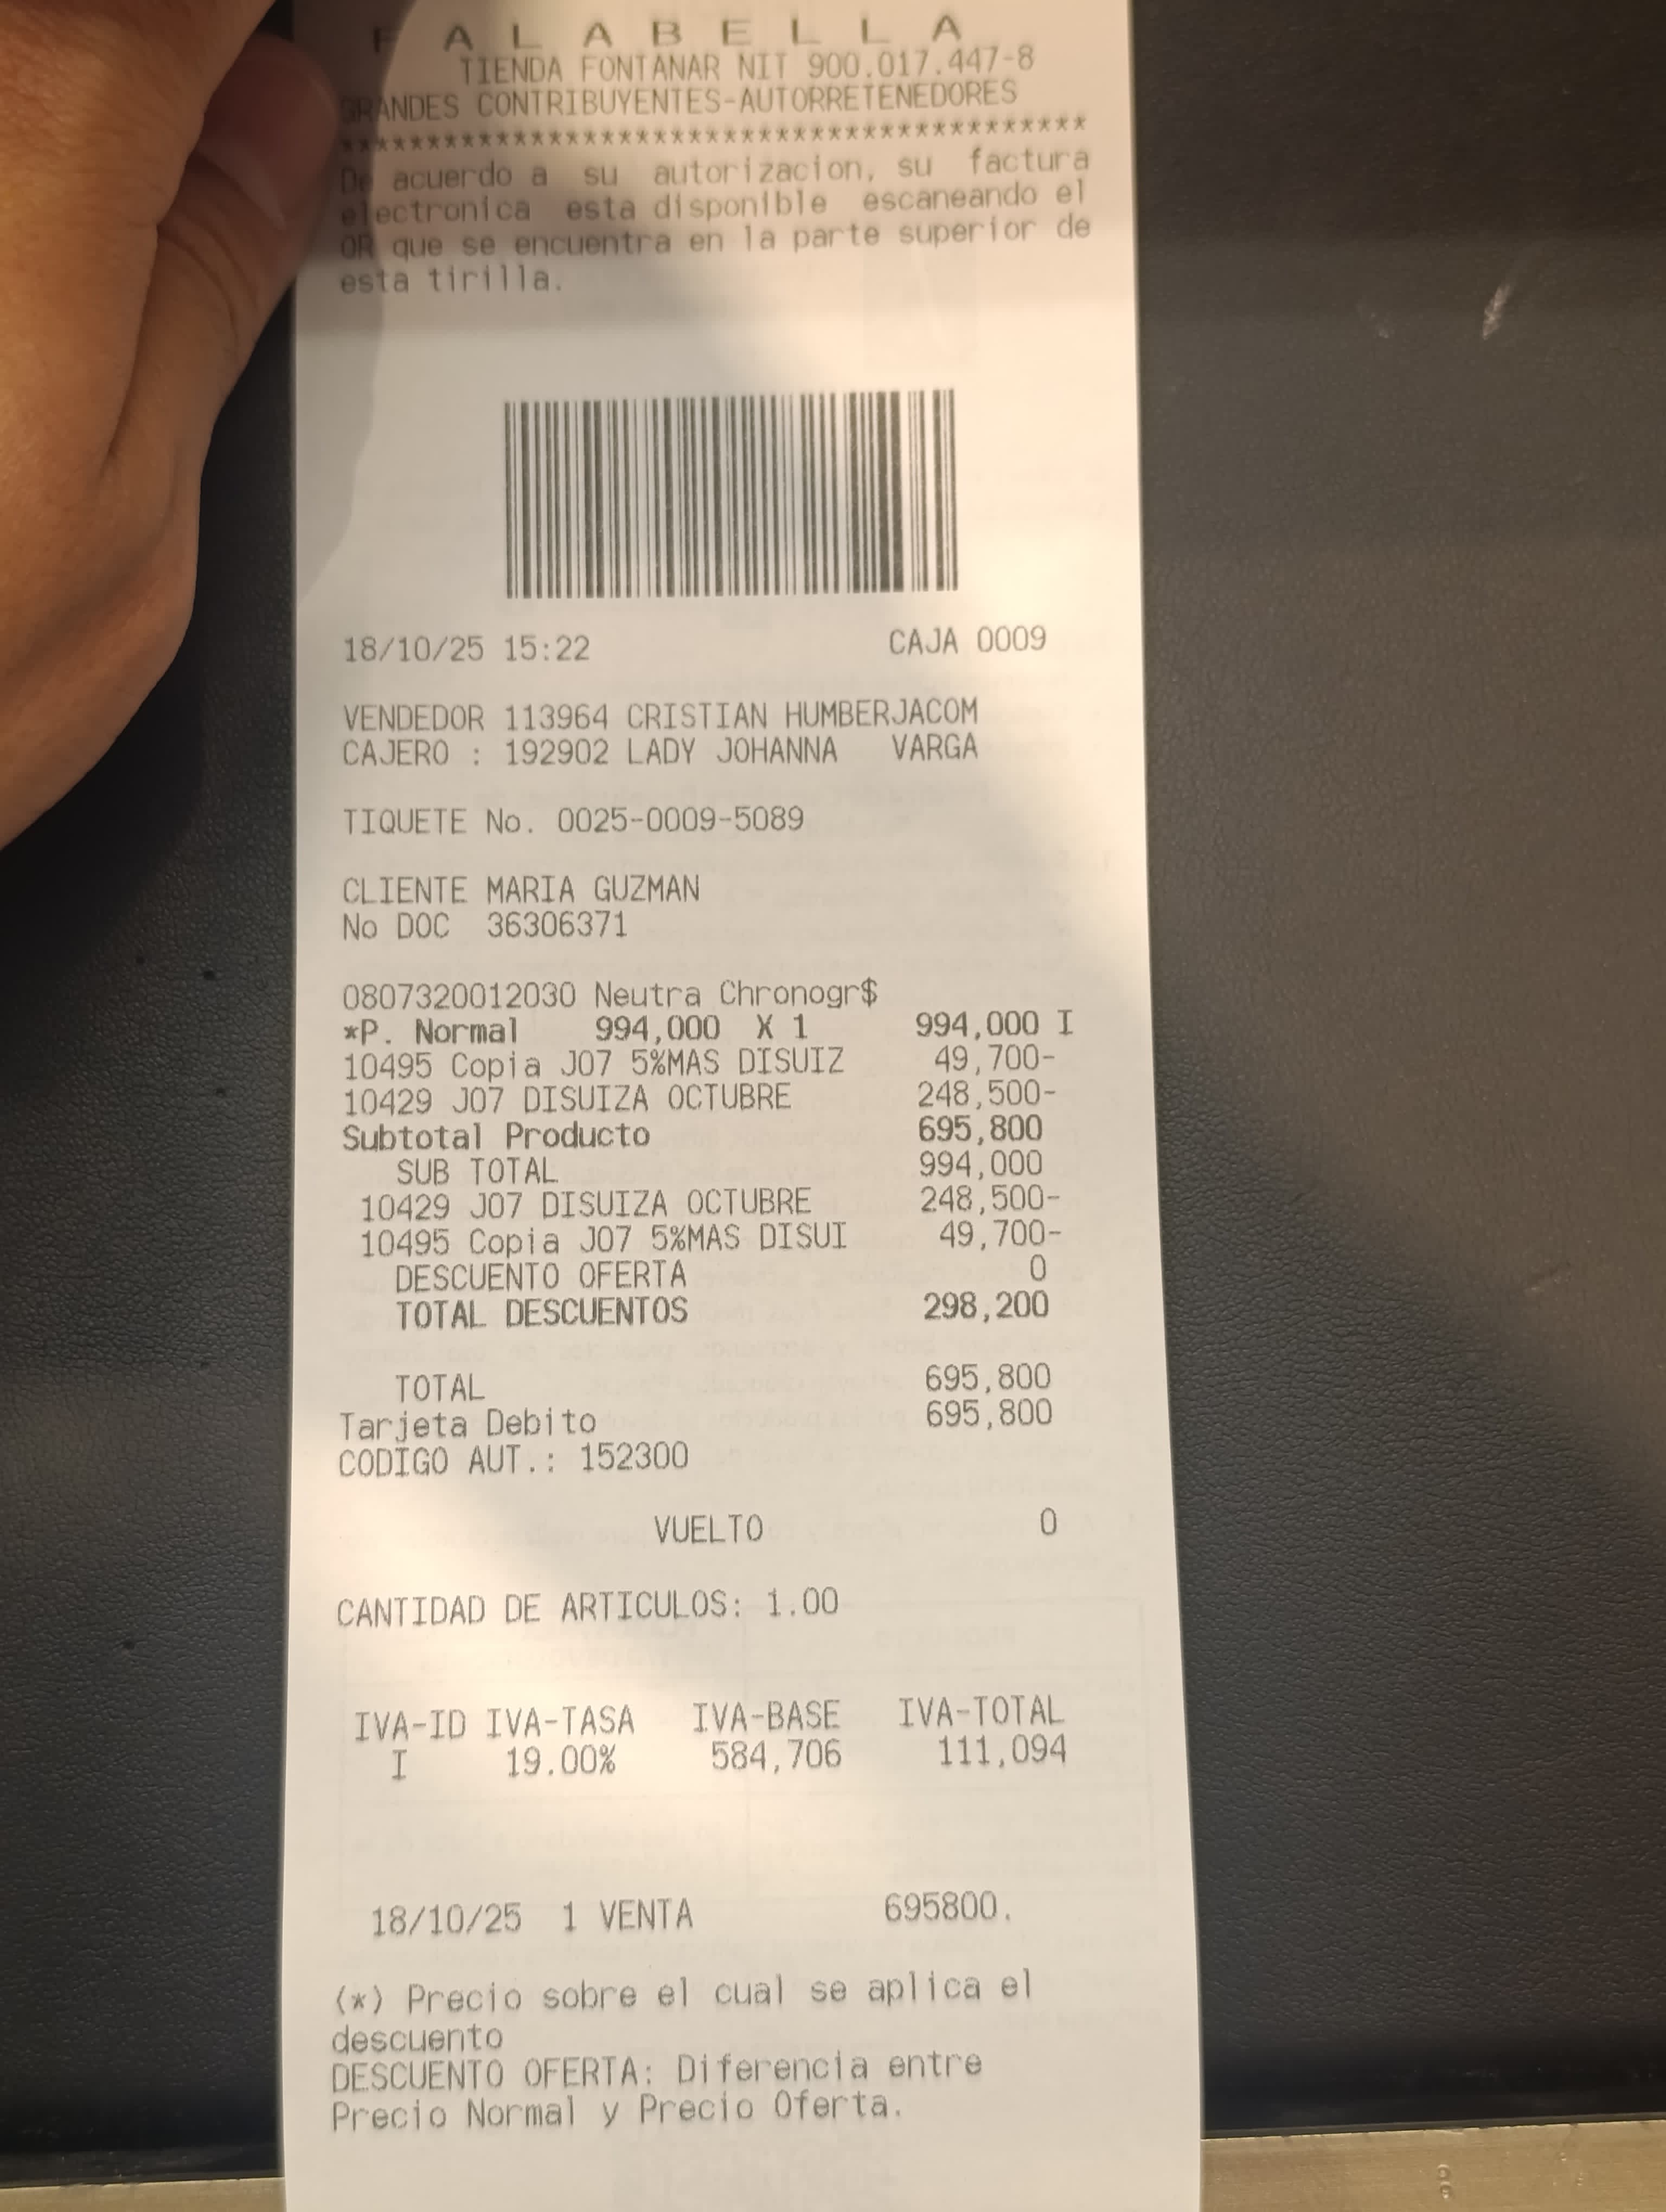 FALABELLA
TIENDA FONTANAR NIT 900.017.447-8
GRANDES CONTRIBUYENTES-AUTORRETENEDORES
******************************************
De acuerdo a su autorizacion, su factura
electronica esta disponible escaneando el
QR que se encuentra en la parte superior de
esta tirilla.
18/10/25 15:22 CAJA 0009
VENDEDOR 113964 CRISTIAN HUMBERJACOM
CAJERO : 192902 LADY JOHANNA VARGA
TIQUETE No. 0025-0009-5089
CLIENTE MARIA GUZMAN
No DOC 36306371
0807320012030 Neutra Chronogr$
*P. Normal 994,000 X 1 994,000 I
10495 Copia J07 5%MAS DISUIZ 49,700-
10429 J07 DISUIZA OCTUBRE 248,500-
Subtotal Producto 695,800
SUB TOTAL 994,000
10429 J07 DISUIZA OCTUBRE 248,500-
10495 Copia J07 5%MAS DISUI 49,700-
DESCUENTO OFERTA 0
TOTAL DESCUENTOS 298,200
TOTAL 695,800
Tarjeta Debito 695,800
CODIGO AUT.: 152300
VUELTO 0
CANTIDAD DE ARTICULOS: 1.00
IVA-ID IVA-TASA IVA-BASE IVA-TOTAL
I 19.00% 584,706 111,094
18/10/25 1 VENTA 695800.
(*) Precio sobre el cual se aplica el
descuento
DESCUENTO OFERTA: Diferencia entre
Precio Normal y Precio Oferta.